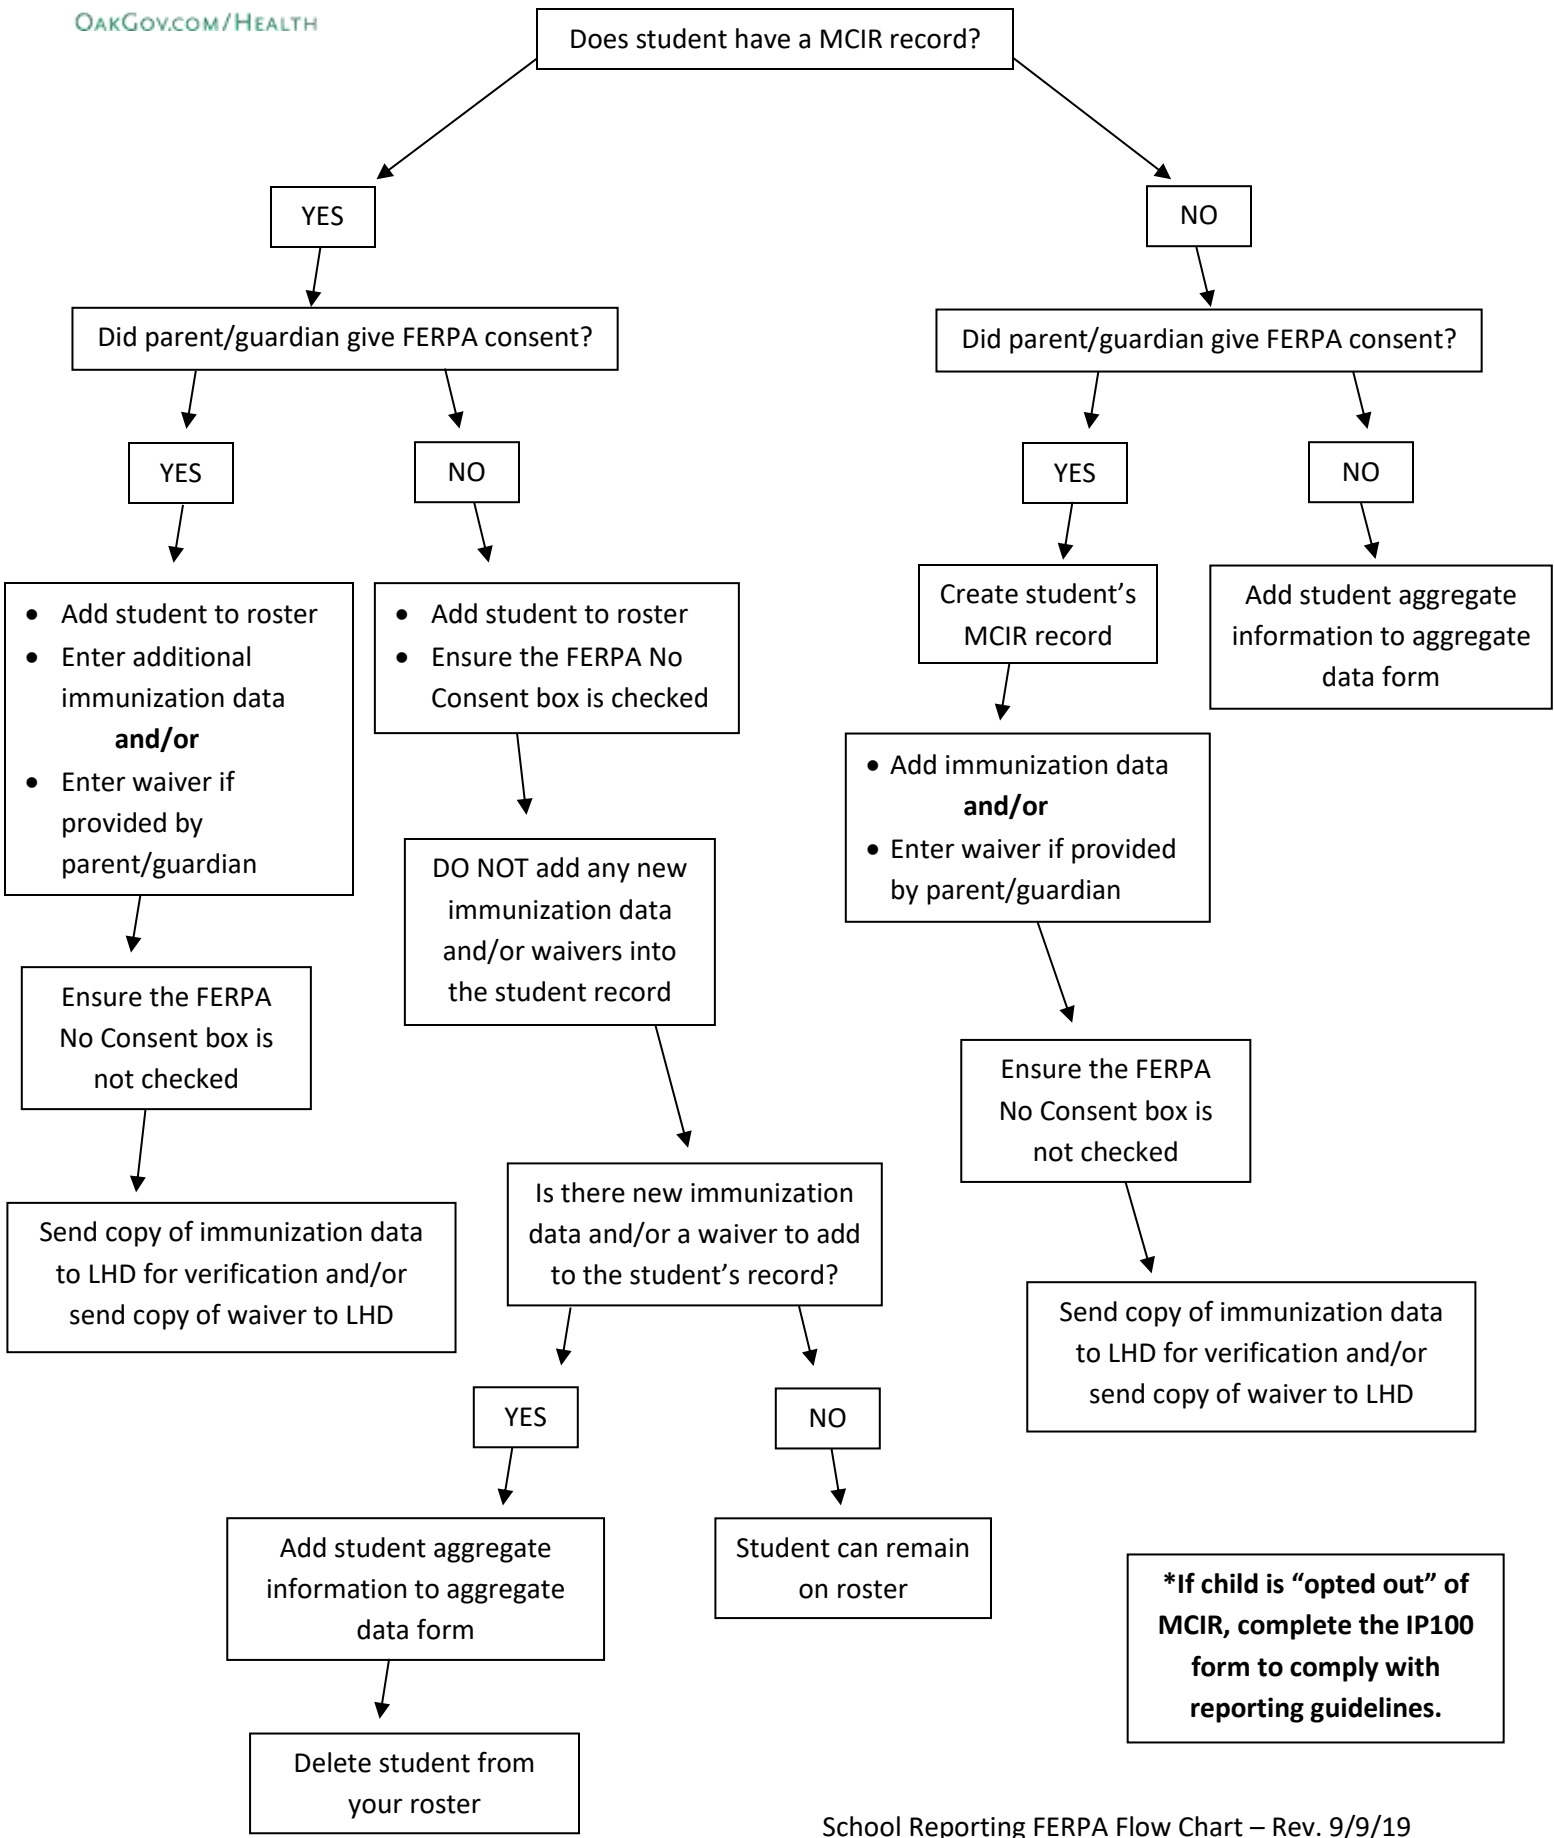 OAKGOV.COM/HEALTH
Does student have a MCIR record?
YES
NO
Did parent/guardian give FERPA consent?
Did parent/guardian give FERPA consent?
YES
NO
YES
NO
• Add student to roster
• Enter additional
immunization data
and/or
• Enter waiver if
provided by
parent/guardian
• Add student to roster
• Ensure the FERPA No
Consent box is checked
Create student’s
MCIR record
Add student aggregate
information to aggregate
data form
• Add immunization data
and/or
• Enter waiver if provided
by parent/guardian
DO NOT add any new
immunization data
and/or waivers into
the student record
Ensure the FERPA
No Consent box is
not checked
Ensure the FERPA
No Consent box is
not checked
Is there new immunization
data and/or a waiver to add
to the student’s record?
Send copy of immunization data
to LHD for verification and/or
send copy of waiver to LHD
Send copy of immunization data
to LHD for verification and/or
send copy of waiver to LHD
YES
NO
Add student aggregate
information to aggregate
data form
Student can remain
on roster
*If child is “opted out” of
MCIR, complete the IP100
form to comply with
reporting guidelines.
Delete student from
your roster
School Reporting FERPA Flow Chart – Rev. 9/9/19